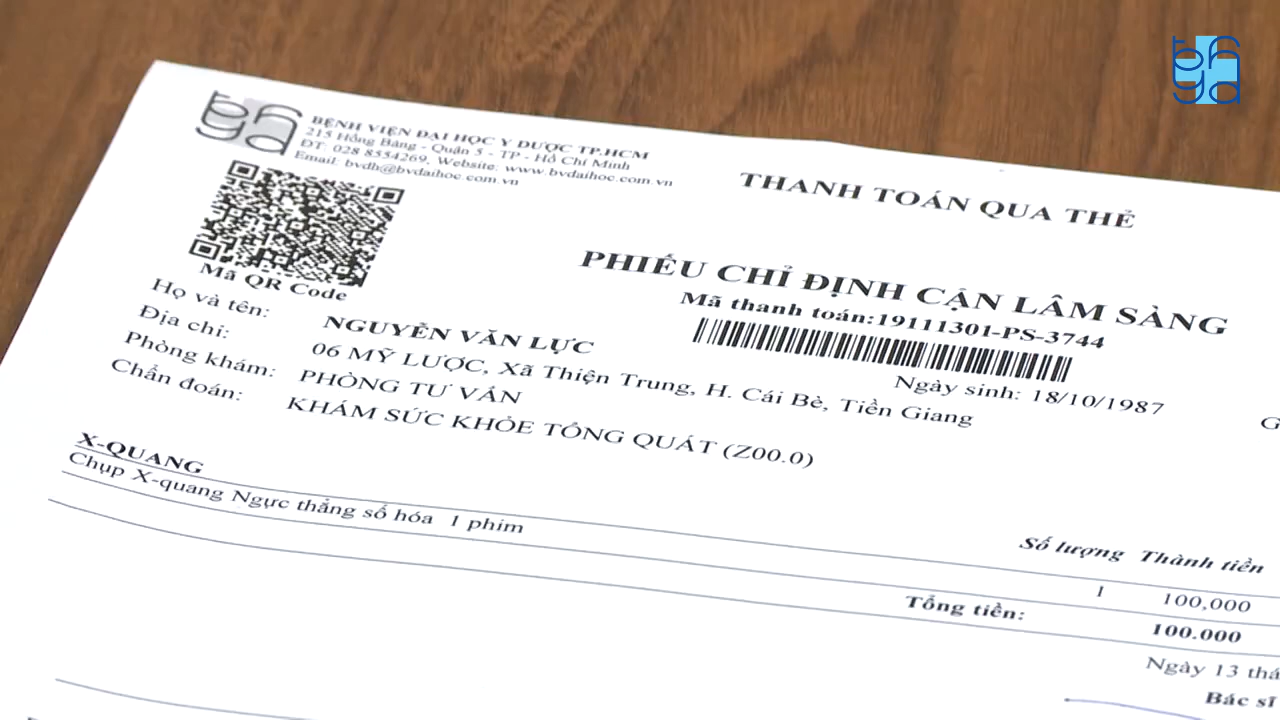 BỆNH VIỆN ĐẠI HỌC Y DƯỢC TP.HCM
215 Hồng Bàng - Quận 5 - TP - Hồ Chí Minh
ĐT: 028 8554269, Website: www.bvdaihoc.com.vn
Email: bvdh@bvdaihoc.com.vn
Mã QR Code
THANH TOÁN QUA THẺ
PHIẾU CHỈ ĐỊNH CẬN LÂM SÀNG
Mã thanh toán:19111301-PS-3744
Họ và tên: NGUYỄN VĂN LỰC Ngày sinh: 18/10/1987 G
Địa chỉ: 06 MỸ LƯỢC, Xã Thiện Trung, H. Cái Bè, Tiền Giang
Phòng khám: PHÒNG TƯ VẤN
Chẩn đoán: KHÁM SỨC KHỎE TỔNG QUÁT (Z00.0)
Số lượng Thành tiền
X-QUANG
Chụp X-quang Ngực thẳng số hóa 1 phim 1 100,000
Tổng tiền: 100.000
Ngày 13 thá
Bác sĩ